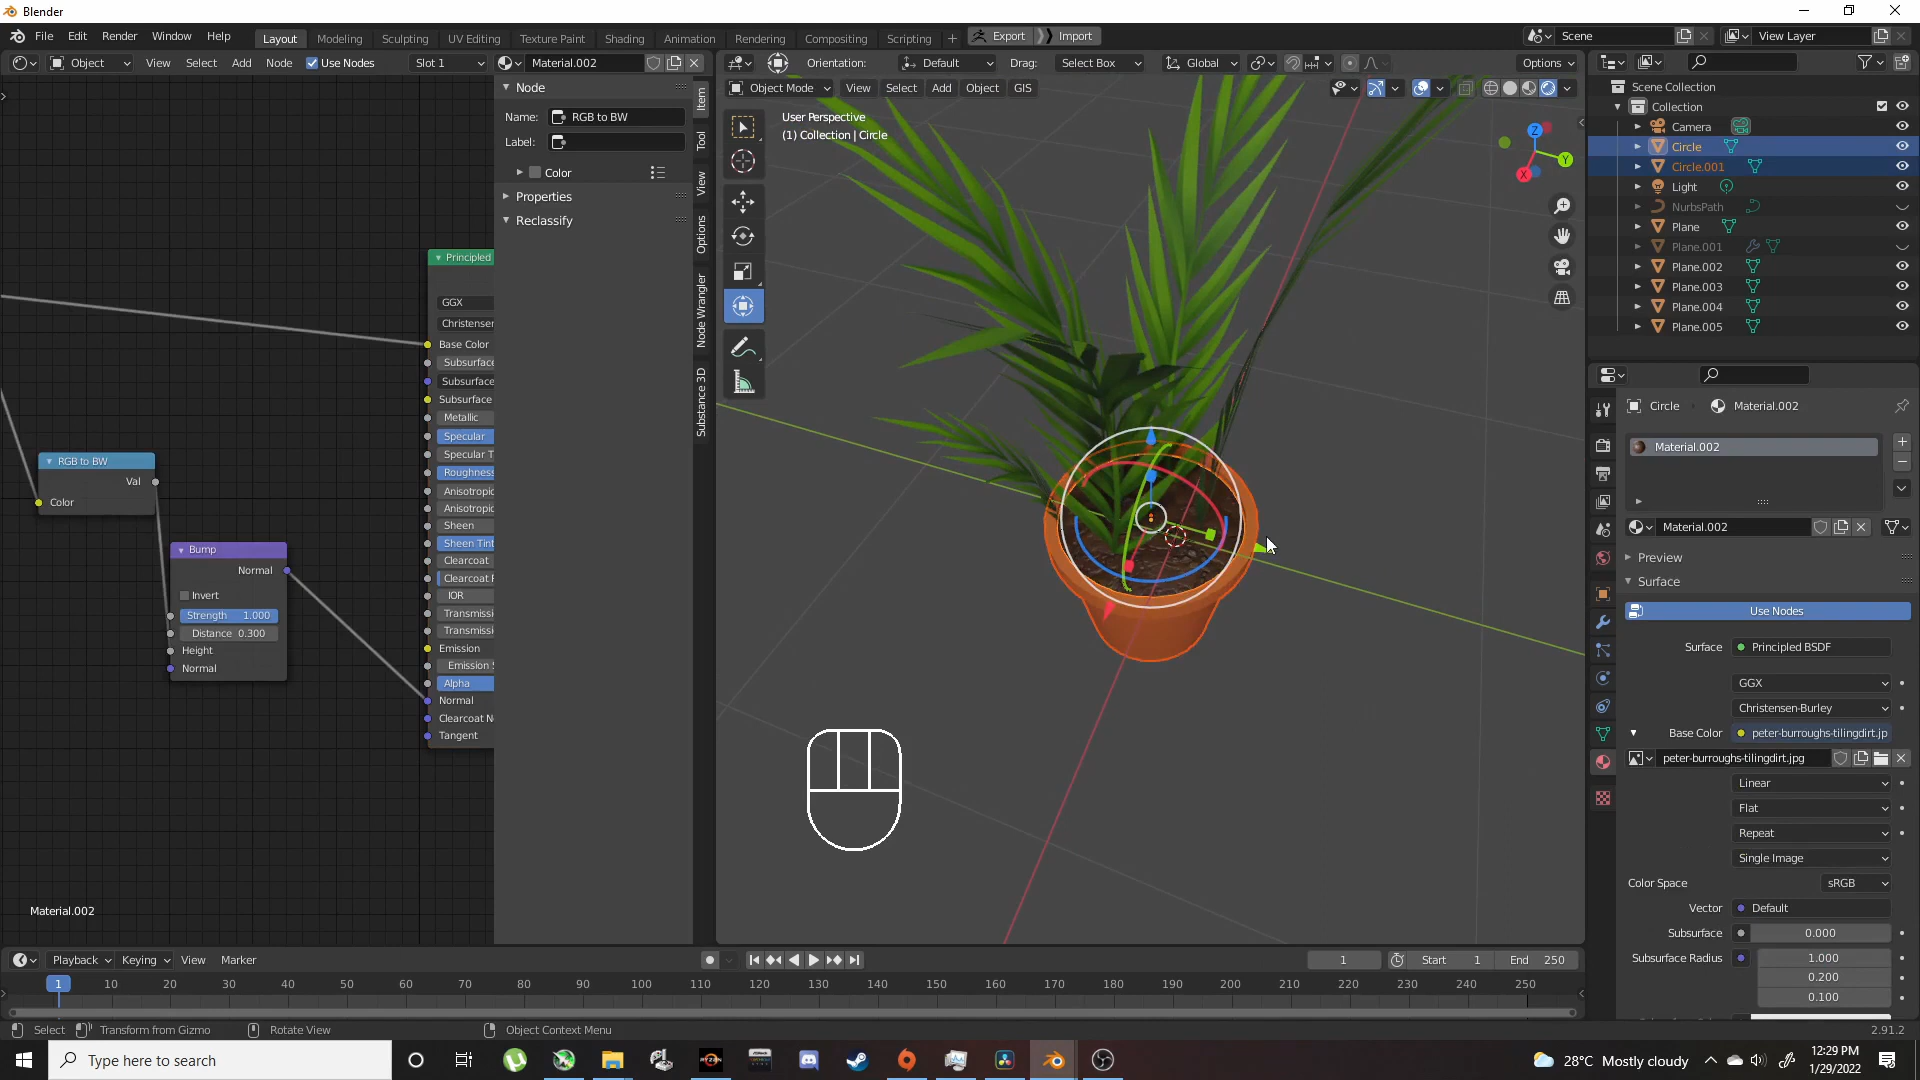 Blender
File Edit Render Window Help
Layout Modeling Sculpting UV Editing Texture Paint Shading Animation Rendering Compositing Scripting + Export Import
Scene
View Layer
Object View Select Add Node Use Nodes Slot 1 Material.002
Orientation: Default Drag: Select Box Global Options
Object Mode View Select Add Object GIS
Node
Name: RGB to BW
Label:
Color
Properties
Reclassify
Item
Tool
View
Options
Node Wrangler
Substance 3D
User Perspective
(1) Collection | Circle
Z
Y
X
Scene Collection
Collection
Camera
Circle
Circle.001
Light
NurbsPath
Plane
Plane.001
Plane.002
Plane.003
Plane.004
Plane.005
Principled
GGX
Christensen
Base Color
Subsurface
Subsurface
Subsurface
Metallic
Specular
Specular T
Roughness
Anisotropic
Anisotropic
Sheen
Sheen Tint
Clearcoat
Clearcoat R
IOR
Transmissi
Transmissi
Emission
Emission S
Alpha
Normal
Clearcoat N
Tangent
RGB to BW
Val
Color
Bump
Normal
Invert
Strength 1.000
Distance 0.300
Height
Normal
Material.002
Circle Material.002
Material.002
Material.002
Preview
Surface
Use Nodes
Surface Principled BSDF
GGX
Christensen-Burley
Base Color peter-burroughs-tilingdirt.jp
peter-burroughs-tilingdirt.jpg
Linear
Flat
Repeat
Single Image
Color Space sRGB
Vector Default
Subsurface 0.000
Subsurface Radius 1.000
0.200
0.100
Playback Keying View Marker
1 Start 1 End 250
1 10 20 30 40 50 60 70 80 90 100 110 120 130 140 150 160 170 180 190 200 210 220 230 240 250
Select Transform from Gizmo Rotate View Object Context Menu 2.91.2
Type here to search
RYZEN
28°C Mostly cloudy
12:29 PM
1/29/2022